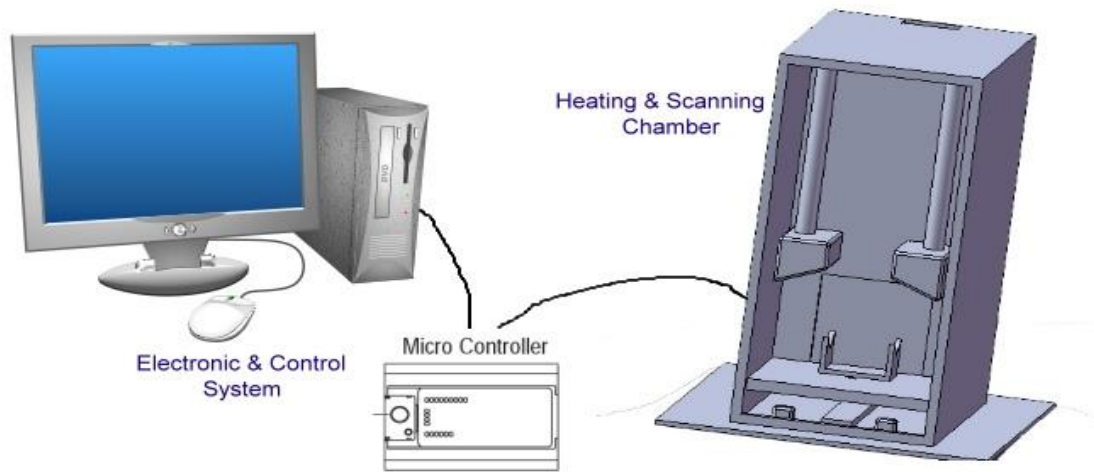 Heating & Scanning
Chamber
DVD
Micro Controller
Electronic & Control
System